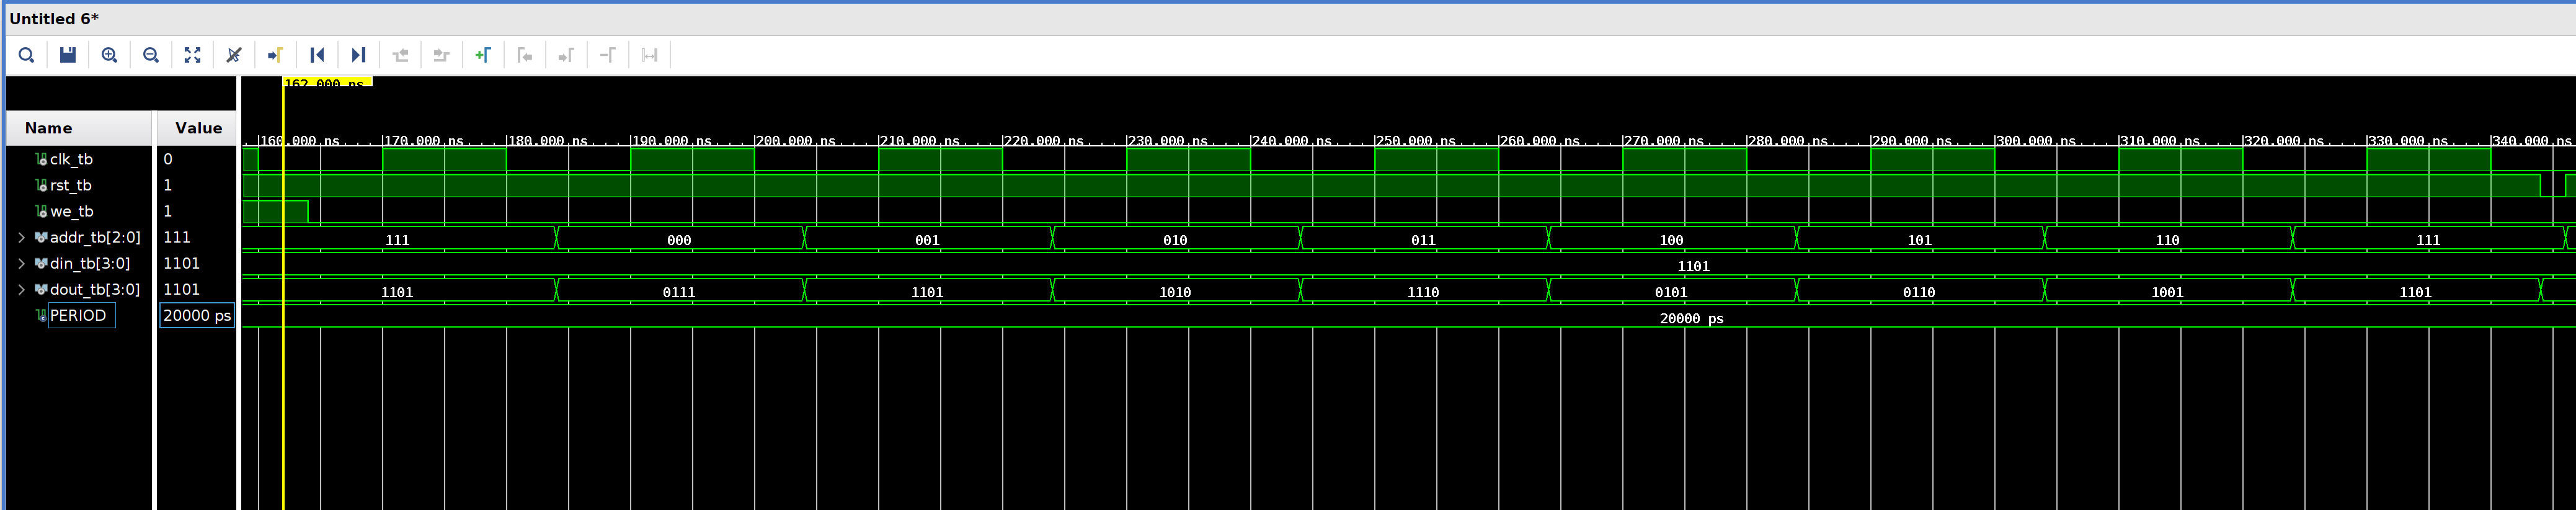 Untitled 6*
162.000 ns
Name Value
160.000 ns 170.000 ns 180.000 ns 190.000 ns 200.000 ns 210.000 ns 220.000 ns 230.000 ns 240.000 ns 250.000 ns 260.000 ns 270.000 ns 280.000 ns 290.000 ns 300.000 ns 310.000 ns 320.000 ns 330.000 ns 340.000 ns
clk_tb 0
rst_tb 1
we_tb 1
addr_tb[2:0] 111 111 000 001 010 011 100 101 110 111
din_tb[3:0] 1101 1101
dout_tb[3:0] 1101 1101 0111 1101 1010 1110 0101 0110 1001 1101
PERIOD 20000 ps 20000 ps